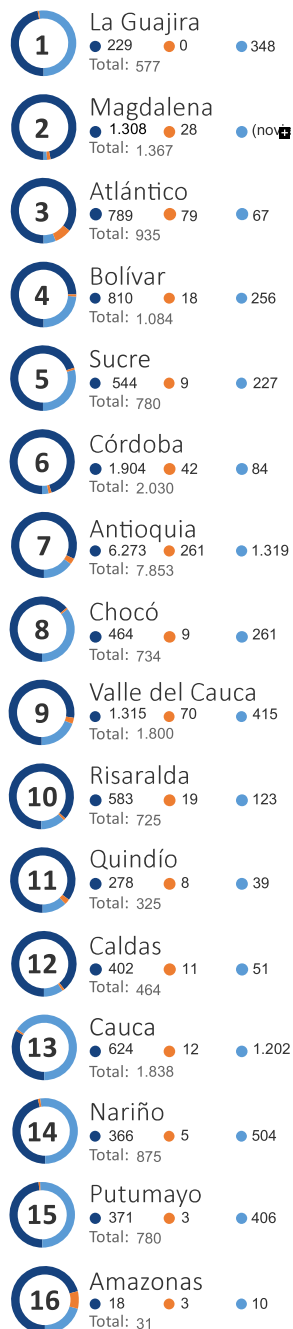 1
La Guajira
229 0 348
Total: 577
2
Magdalena
1.308 28
Total: 1.367
3
Atlántico
789 79 67
Total: 935
4
Bolívar
810 18 256
Total: 1.084
5
Sucre
544 9 227
Total: 780
6
Córdoba
1.904 42 84
Total: 2.030
7
Antioquia
6.273 261 1.319
Total: 7.853
8
Chocó
464 9 261
Total: 734
9
Valle del Cauca
1.315 70 415
Total: 1.800
10
Risaralda
583 19 123
Total: 725
11
Quindío
278 8 39
Total: 325
12
Caldas
402 11 51
Total: 464
13
Cauca
624 12 1.202
Total: 1.838
14
Nariño
366 5 504
Total: 875
15
Putumayo
371 3 406
Total: 780
16
Amazonas
18 3 10
Total: 31